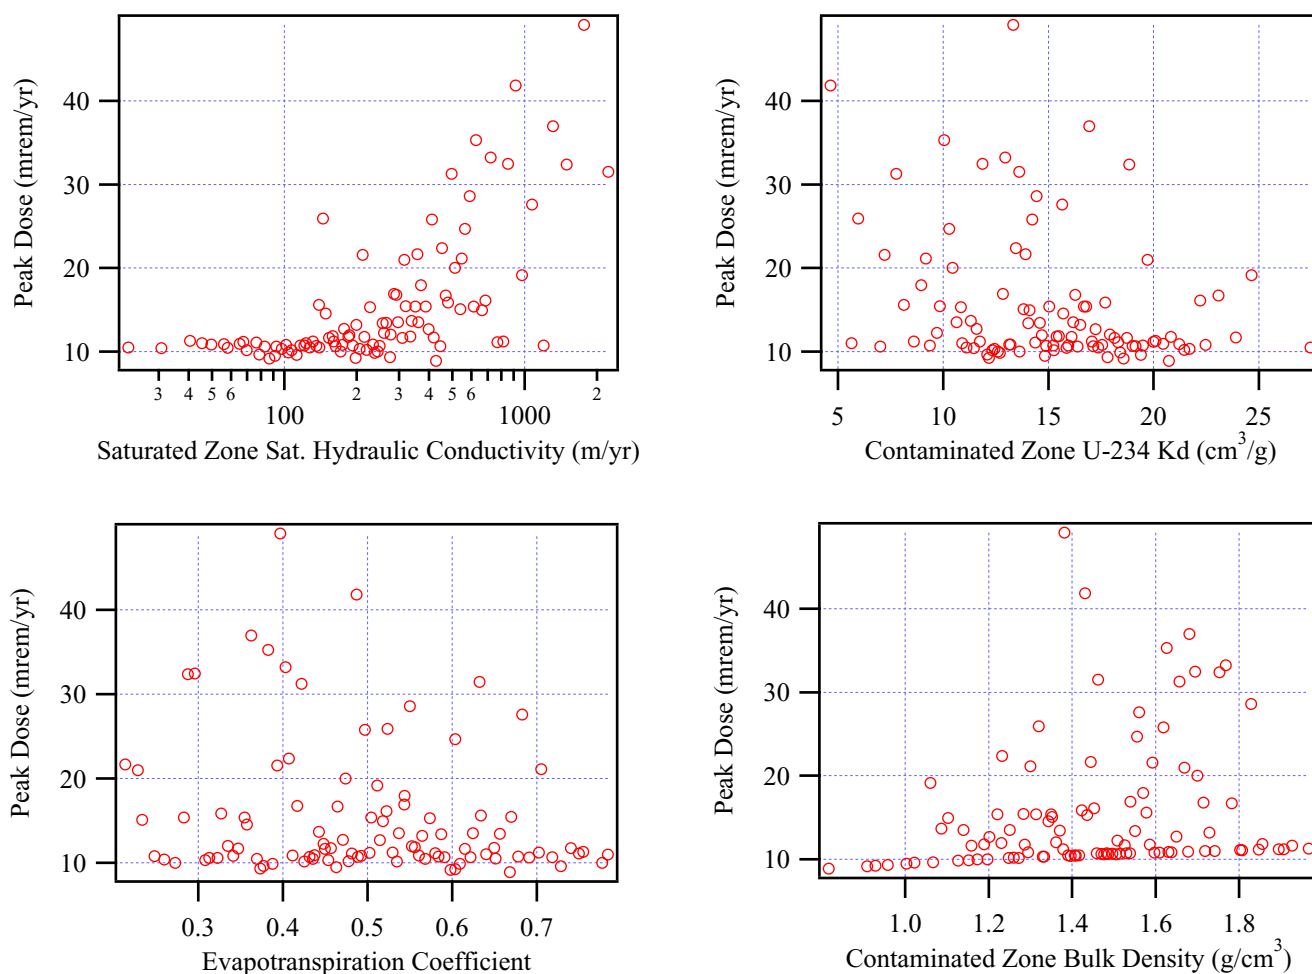 Peak Dose (mrem/yr)
40
30
20
10
3 4 5 6 2 3 4 5 6 2
100 1000
Saturated Zone Sat. Hydraulic Conductivity (m/yr)
Peak Dose (mrem/yr)
40
30
20
10
5 10 15 20 25
Contaminated Zone U-234 Kd (cm³/g)
Peak Dose (mrem/yr)
40
30
20
10
0.3 0.4 0.5 0.6 0.7
Evapotranspiration Coefficient
Peak Dose (mrem/yr)
40
30
20
10
1.0 1.2 1.4 1.6 1.8
Contaminated Zone Bulk Density (g/cm³)